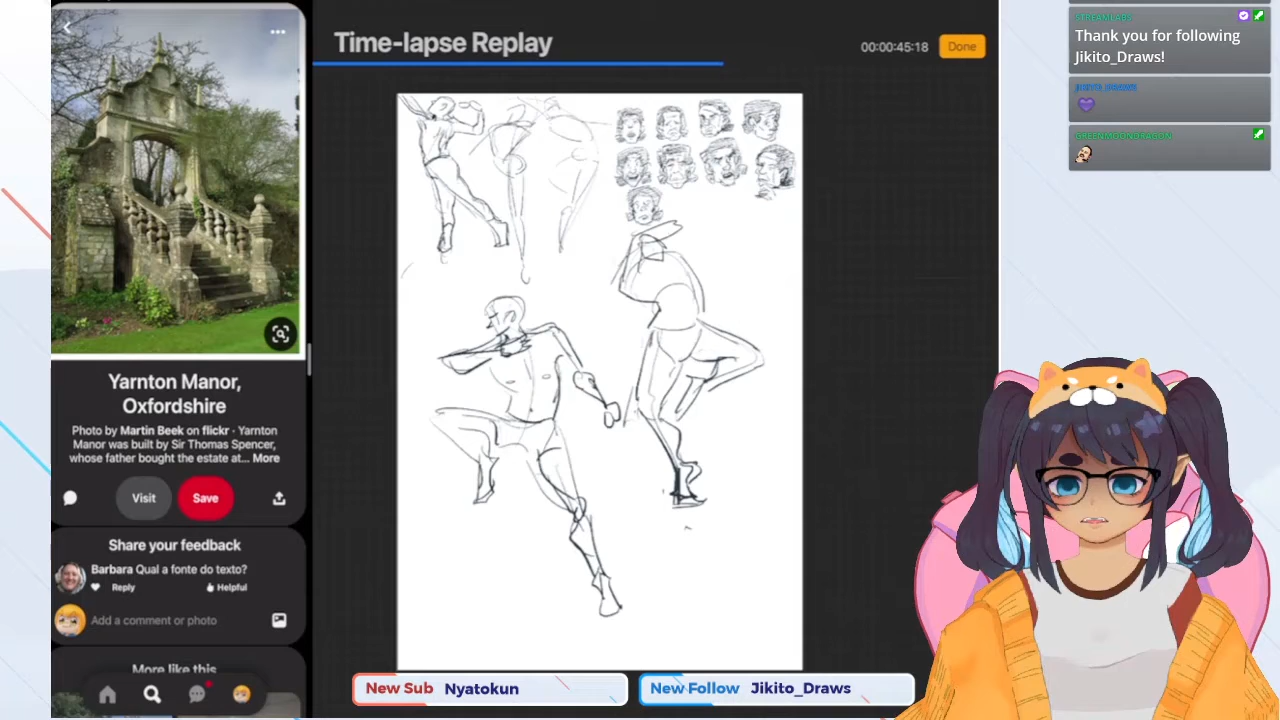 Yarnton Manor,
Oxfordshire
Photo by Martin Beek on flickr · Yarnton
Manor was built by Sir Thomas Spencer,
whose father bought the estate at... More
Visit
Save
Share your feedback
Barbara Qual a fonte do texto?
Reply
Helpful
Add a comment or photo
More like this
Time-lapse Replay
00:00:45:18
Done
New Sub Nyatokun
New Follow Jikito_Draws
STREAMLABS
Thank you for following
Jikito_Draws!
JIKITO_DRAWS